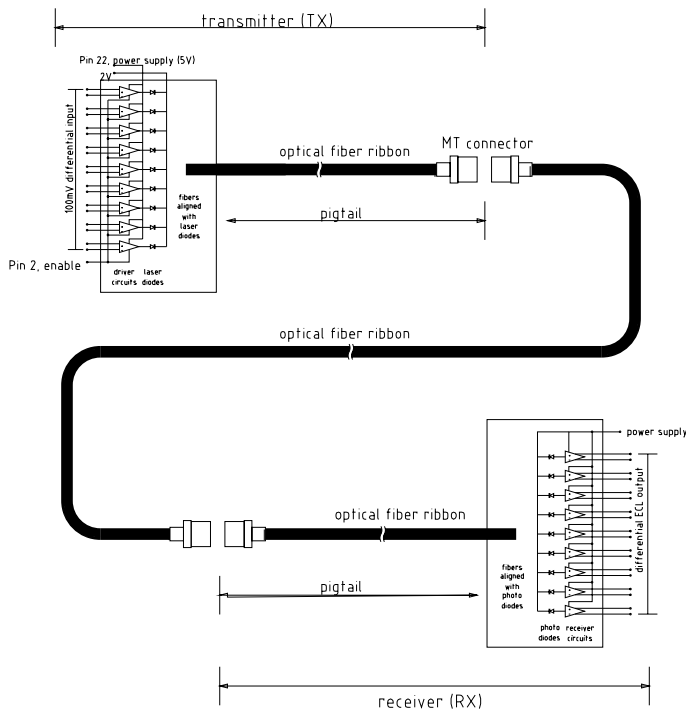 transmitter (TX)
Pin 22, power supply (5V)
2V
100mV differential input
optical fiber ribbon
MT connector
fibers
aligned
with
laser
diodes
pigtail
Pin 2, enable
driver laser
circuits diodes
optical fiber ribbon
power supply
differential ECL output
optical fiber ribbon
fibers
aligned
with
photo
diodes
pigtail
photo receiver
diodes circuits
receiver (RX)